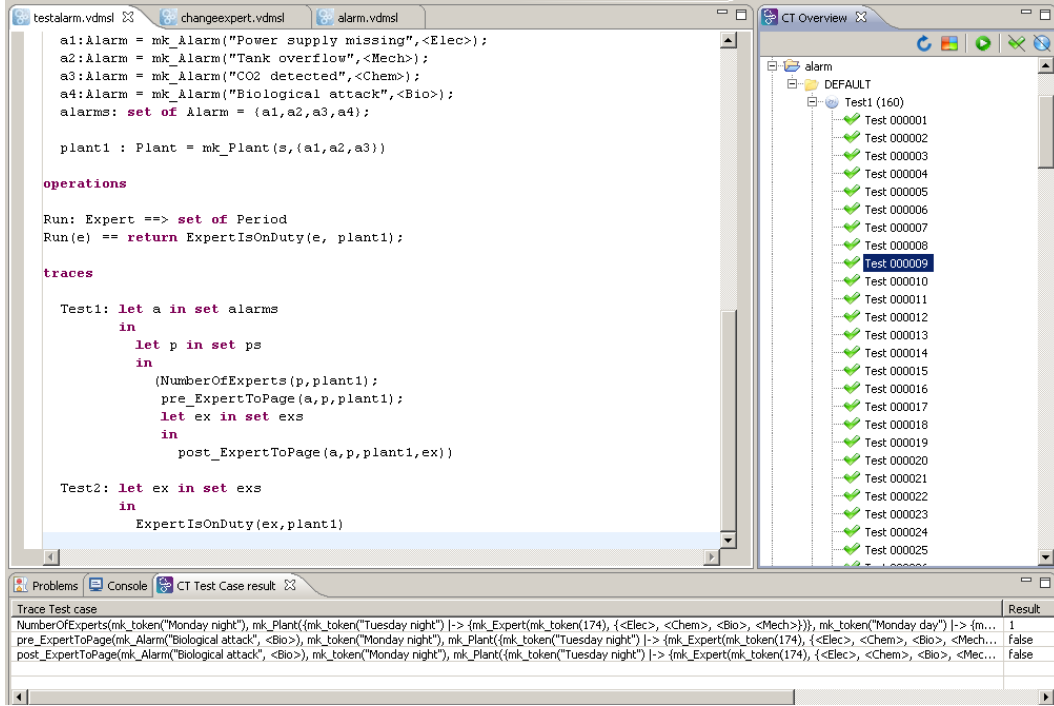 testalarm.vdmsl
changeexpert.vdmsl
alarm.vdmsl
a1:Alarm = mk_Alarm("Power supply missing",<Elec>);
a2:Alarm = mk_Alarm("Tank overflow",<Mech>);
a3:Alarm = mk_Alarm("CO2 detected",<Chem>);
a4:Alarm = mk_Alarm("Biological attack",<Bio>);
alarms: set of Alarm = {a1,a2,a3,a4};
plant1 : Plant = mk_Plant(s,{a1,a2,a3})
operations
Run: Expert ==> set of Period
Run(e) == return ExpertIsOnDuty(e, plant1);
traces
Test1: let a in set alarms
in
let p in set ps
in
(NumberOfExperts(p,plant1);
pre_ExpertToPage(a,p,plant1);
let ex in set exs
in
post_ExpertToPage(a,p,plant1,ex))
Test2: let ex in set exs
in
ExpertIsOnDuty(ex,plant1)
CT Overview
alarm
DEFAULT
Test1 (160)
Test 000001
Test 000002
Test 000003
Test 000004
Test 000005
Test 000006
Test 000007
Test 000008
Test 000009
Test 000010
Test 000011
Test 000012
Test 000013
Test 000014
Test 000015
Test 000016
Test 000017
Test 000018
Test 000019
Test 000020
Test 000021
Test 000022
Test 000023
Test 000024
Test 000025
Problems
Console
CT Test Case result
Trace Test case Result
NumberOfExperts(mk_token("Monday night"), mk_Plant({mk_token("Tuesday night") |-> {mk_Expert(mk_token(174), {<Elec>, <Chem>, <Bio>, <Mech>})}, mk_token("Monday day") |-> {m... 1
pre_ExpertToPage(mk_Alarm("Biological attack", <Bio>), mk_token("Monday night"), mk_Plant({mk_token("Tuesday night") |-> {mk_Expert(mk_token(174), {<Elec>, <Chem>, <Bio>, <Mech... false
post_ExpertToPage(mk_Alarm("Biological attack", <Bio>), mk_token("Monday night"), mk_Plant({mk_token("Tuesday night") |-> {mk_Expert(mk_token(174), {<Elec>, <Chem>, <Bio>, <Mec... false